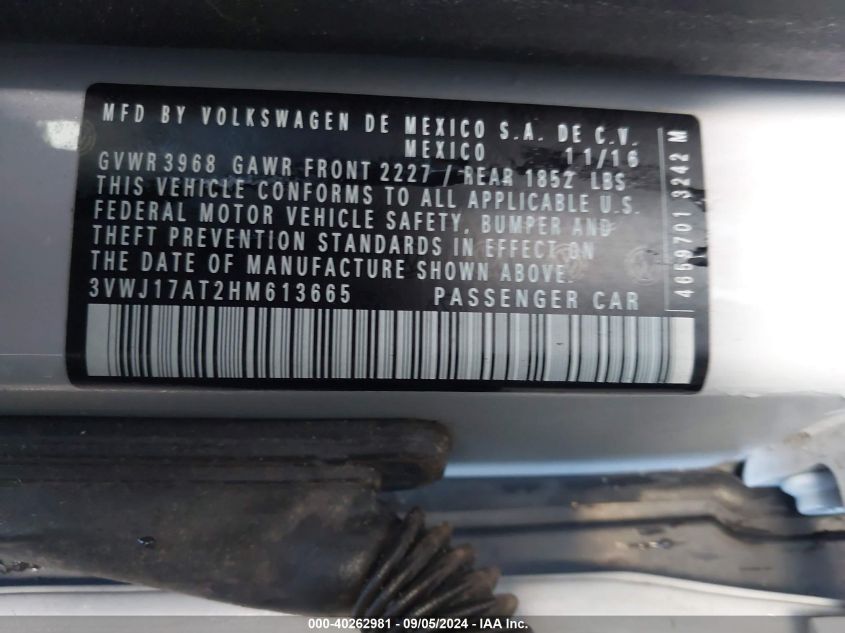 MFD BY VOLKSWAGEN DE MEXICO S.A. DE C.V.
MEXICO 11/16
GVWR 3968 GAWR FRONT 2227 / REAR 1852 LBS
THIS VEHICLE CONFORMS TO ALL APPLICABLE U.S.
FEDERAL MOTOR VEHICLE SAFETY, BUMPER AND
THEFT PREVENTION STANDARDS IN EFFECT ON
THE DATE OF MANUFACTURE SHOWN ABOVE.
3VWJ17AT2HM613665 PASSENGER CAR
4659701 3242 M
000-40262981 - 09/05/2024 - IAA Inc.